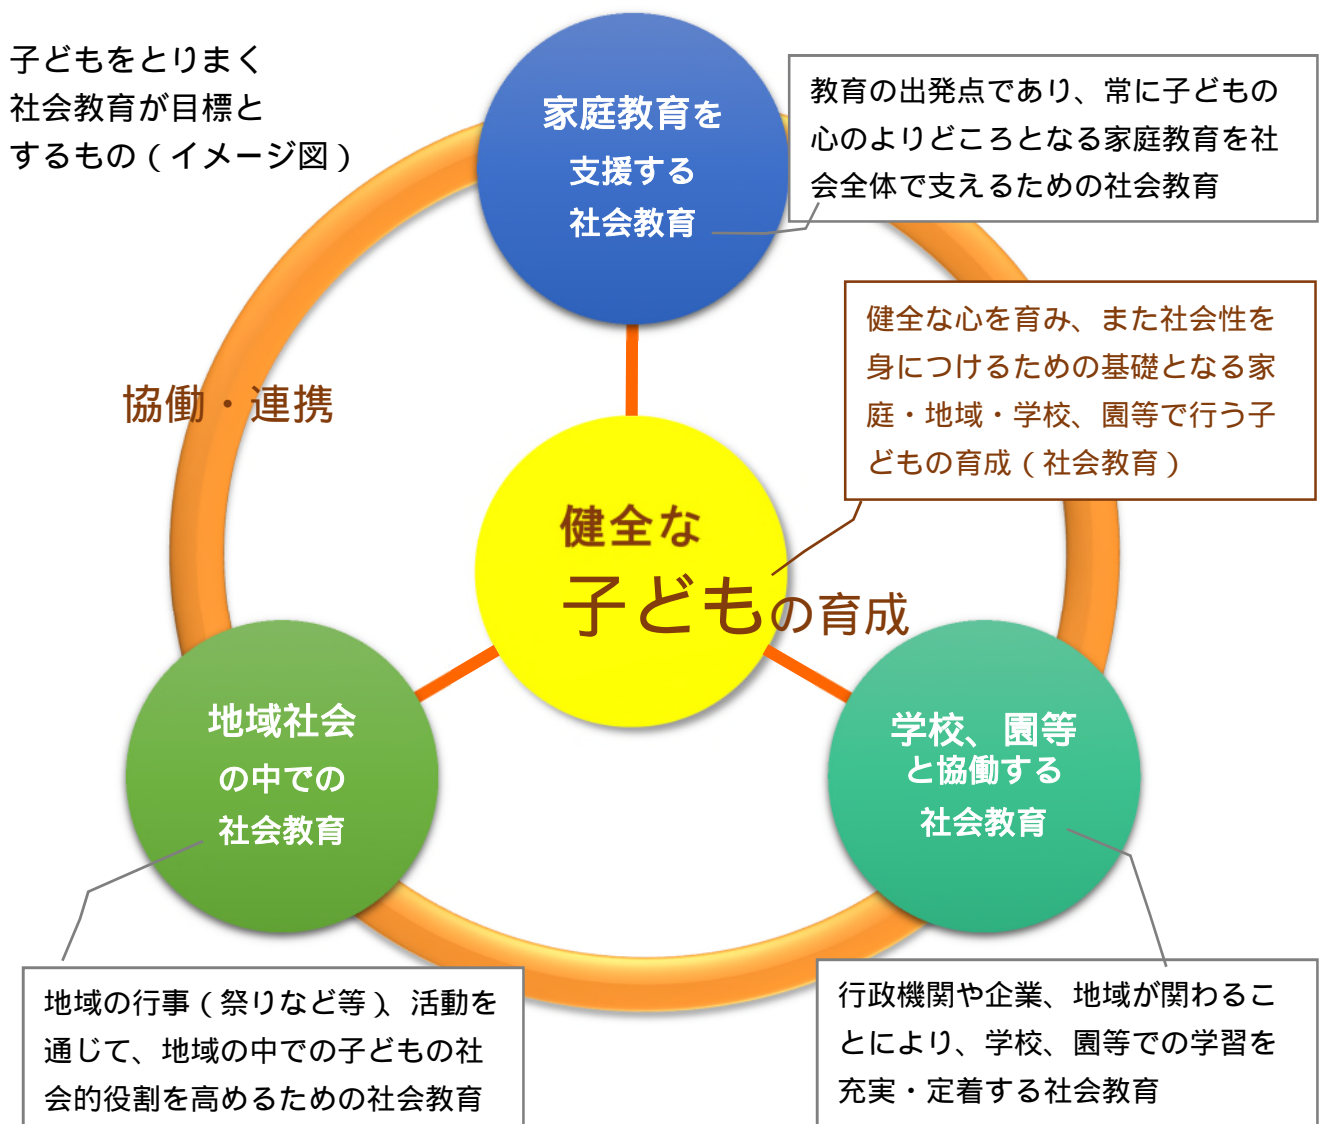 子どもをとりまく
社会教育が目標と
するもの（イメージ図）
家庭教育を
支援する
社会教育
教育の出発点であり、常に子どもの
心のよりどころとなる家庭教育を社
会全体で支えるための社会教育
健全な心を育み、また社会性を
身につけるための基礎となる家
庭・地域・学校、園等で行う子
どもの育成（社会教育）
協働・連携
健全な
子どもの育成
地域社会
の中での
社会教育
学校、園等
と協働する
社会教育
地域の行事（祭りなど等）、活動を
通じて、地域の中での子どもの社
会的役割を高めるための社会教育
行政機関や企業、地域が関わるこ
とにより、学校、園等での学習を
充実・定着する社会教育